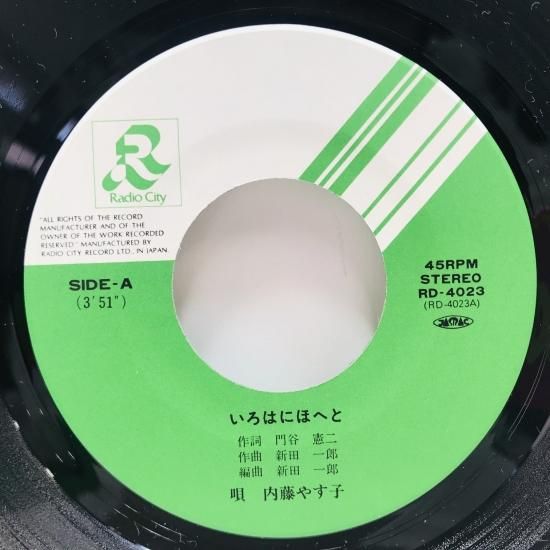 Radio City
"ALL RIGHTS OF THE RECORD
MANUFACTURER AND OF THE
OWNER OF THE WORK RECORDED
RESERVED" MANUFACTURED BY
RADIO CITY RECORD LTD., IN JAPAN.
SIDE-A
(3'51")
45RPM
STEREO
RD-4023
(RD-4023A)
JASRAC
いろはにほへと
作詞 門谷 憲二
作曲 新田 一郎
編曲 新田 一郎
唄 内藤やす子